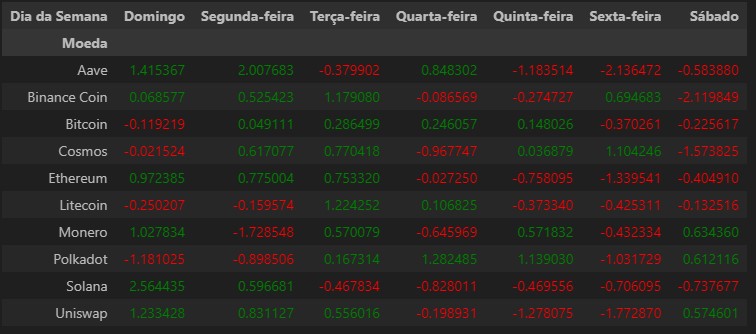 Dia da Semana Domingo Segunda-feira Terça-feira Quarta-feira Quinta-feira Sexta-feira Sábado
Moeda
Aave 1.415367 2.007683 -0.379902 0.848302 -1.183514 -2.136472 -0.583880
Binance Coin 0.068577 0.525423 1.179080 -0.086569 -0.274727 0.694683 -2.119849
Bitcoin -0.119219 0.049111 0.286499 0.246057 0.148026 -0.370261 -0.225617
Cosmos -0.021524 0.617077 0.770418 -0.967747 0.036879 1.104246 -1.573825
Ethereum 0.972385 0.775004 0.753320 -0.027250 -0.758095 -1.339541 -0.404910
Litecoin -0.250207 -0.159574 1.224252 0.106825 -0.373340 -0.425311 -0.132516
Monero 1.027834 -1.728548 0.570079 -0.645969 0.571832 -0.432334 0.634360
Polkadot -1.181025 -0.898506 0.167314 1.282485 1.139030 -1.031729 0.612116
Solana 2.564435 0.596681 -0.467834 -0.828011 -0.469556 -0.706095 -0.737677
Uniswap 1.233428 0.831127 0.556016 -0.198931 -1.278075 -1.772870 0.574601